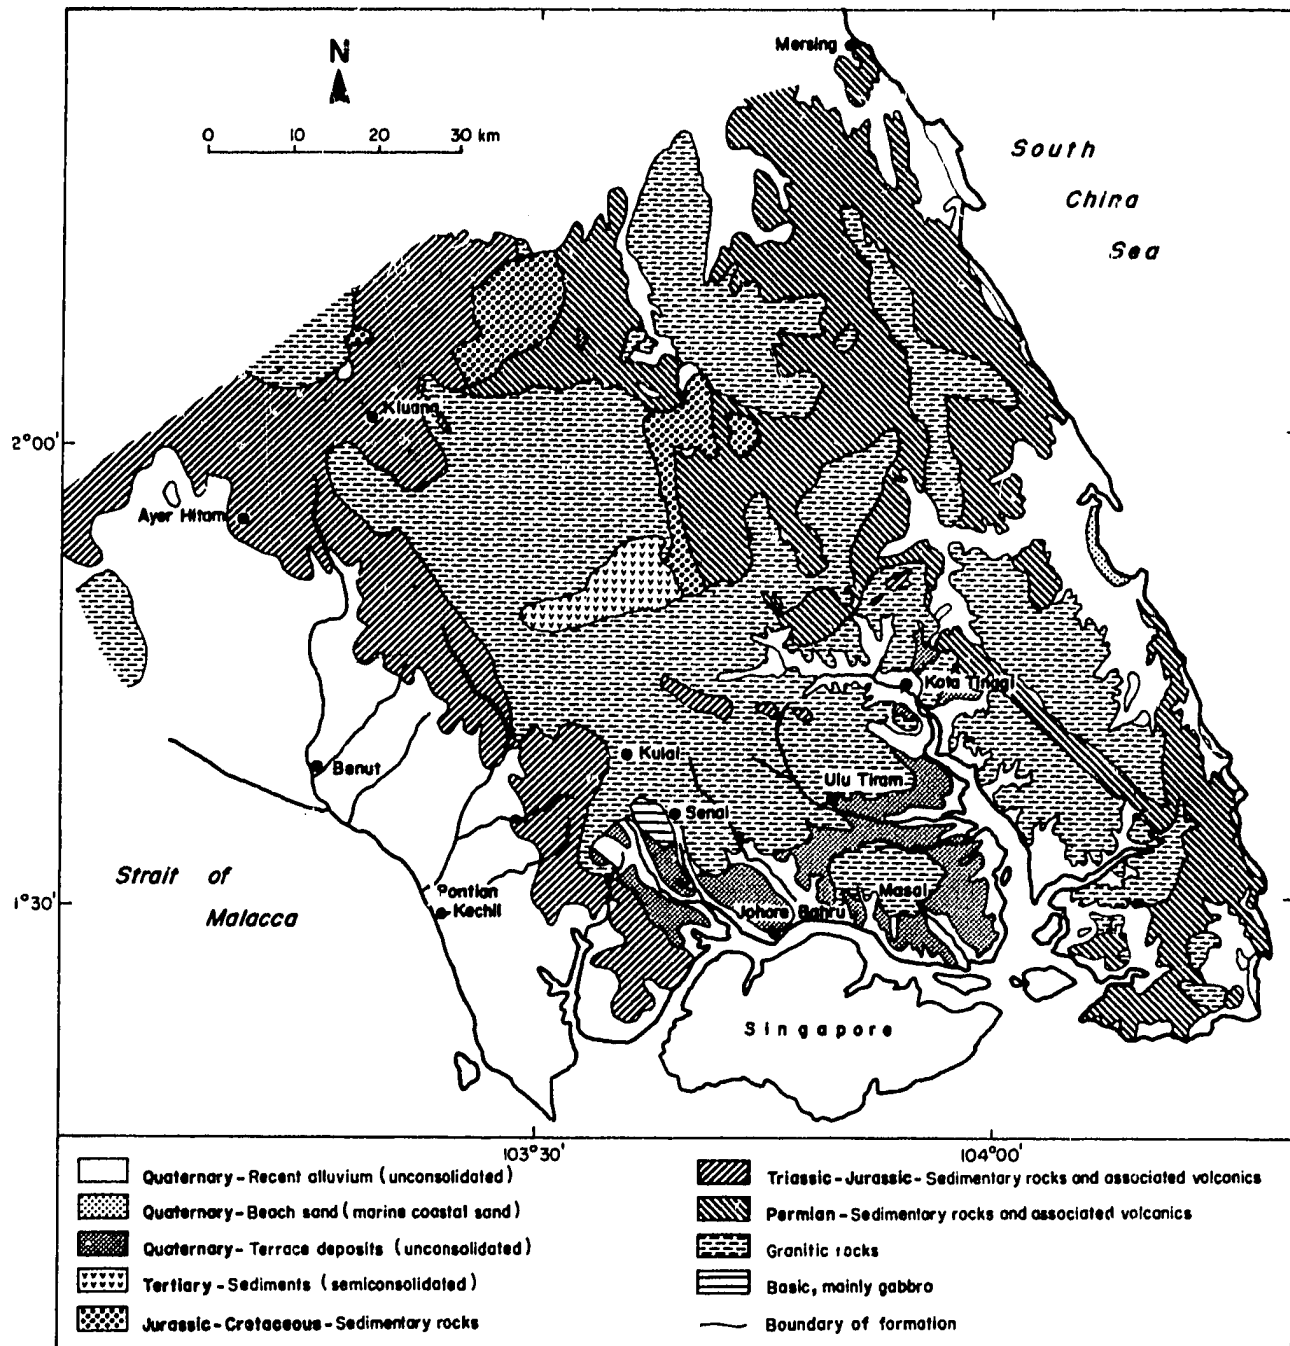 N
Mersing
0 10 20 30 km
South
China
Sea
Kluang
2°00'
Ayer Hitam
Kota Tinggi
Kulai
Benut
Ulu Tiram
Senai
Strait of
Malacca
Pontian
Kechil
Masai
1°30'
Johore Bahru
Singapore
103°30'
104°00'
Quaternary - Recent alluvium (unconsolidated)
Quaternary - Beach sand (marine coastal sand)
Quaternary - Terrace deposits (unconsolidated)
Tertiary - Sediments (semiconsolidated)
Jurassic - Cretaceous - Sedimentary rocks
Triassic - Jurassic - Sedimentary rocks and associated volcanics
Permian - Sedimentary rocks and associated volcanics
Granitic rocks
Basic, mainly gabbro
Boundary of formation